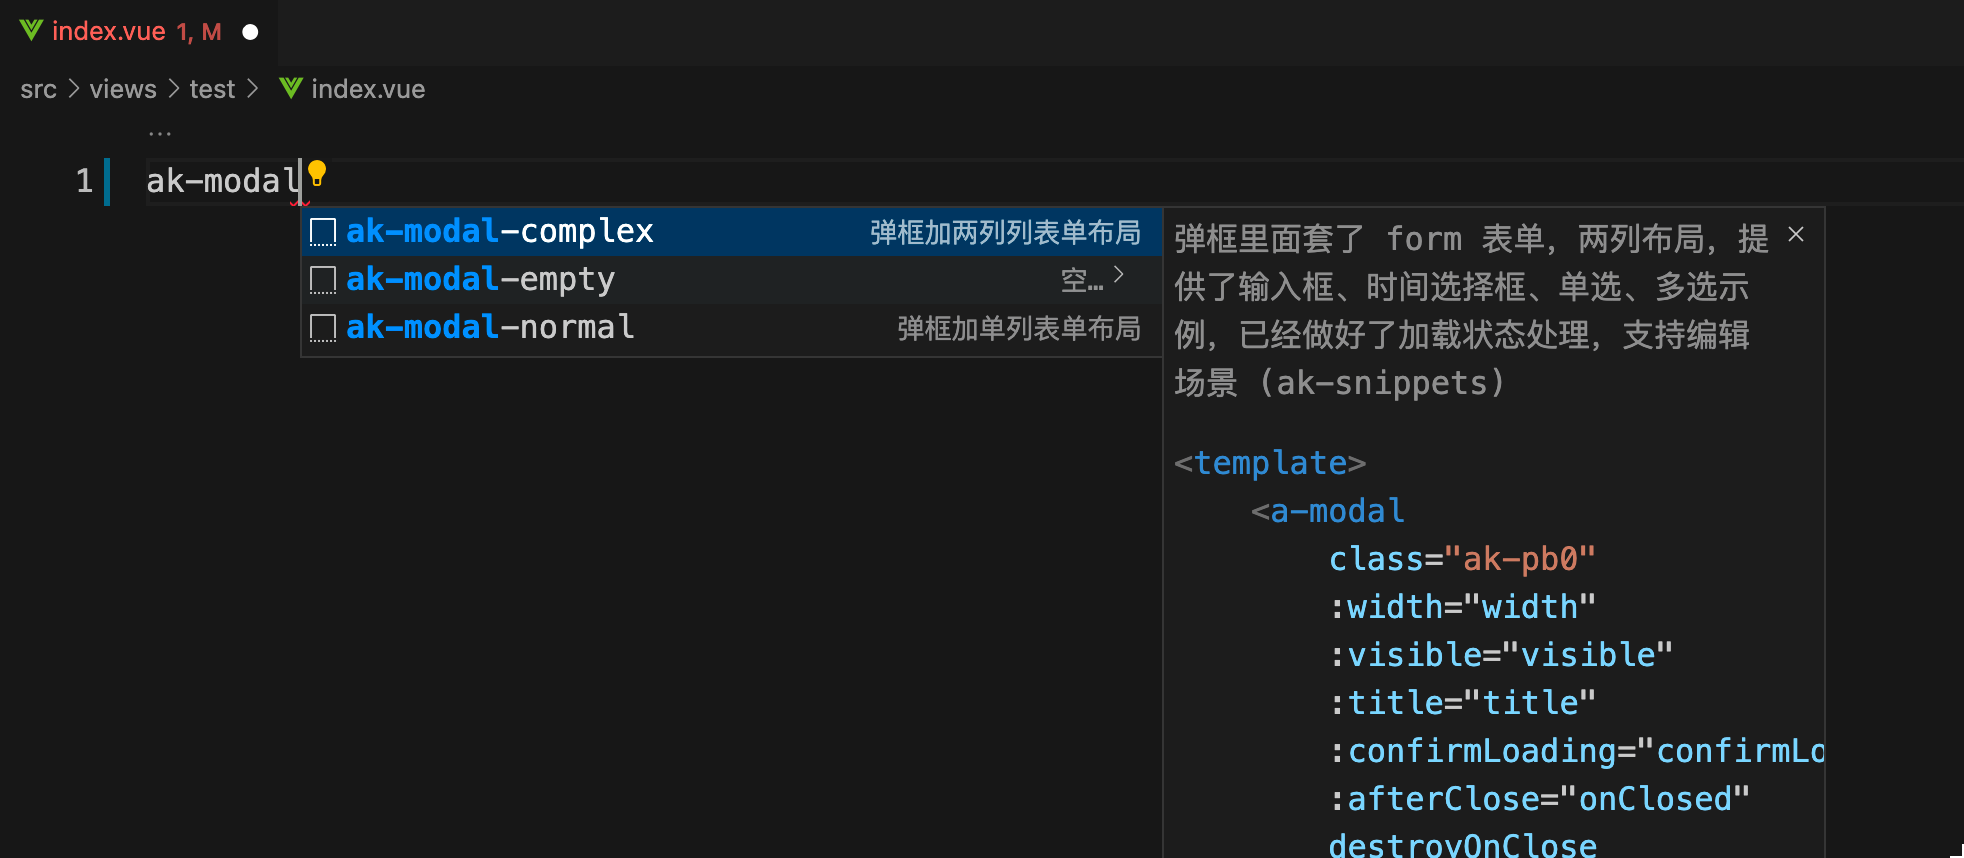 index.vue 1, M
src > views > test > index.vue
...
1 ak-modal
ak-modal-complex 弹框加两列列表单布局
ak-modal-empty 空... >
ak-modal-normal 弹框加单列表单布局
弹框里面套了 form 表单，两列布局，提
供了输入框、时间选择框、单选、多选示
例，已经做好了加载状态处理，支持编辑
场景 (ak-snippets)
<template>
<a-modal
class="ak-pb0"
:width="width"
:visible="visible"
:title="title"
:confirmLoading="confirmLo
:afterClose="onClosed"
destroyOnClose